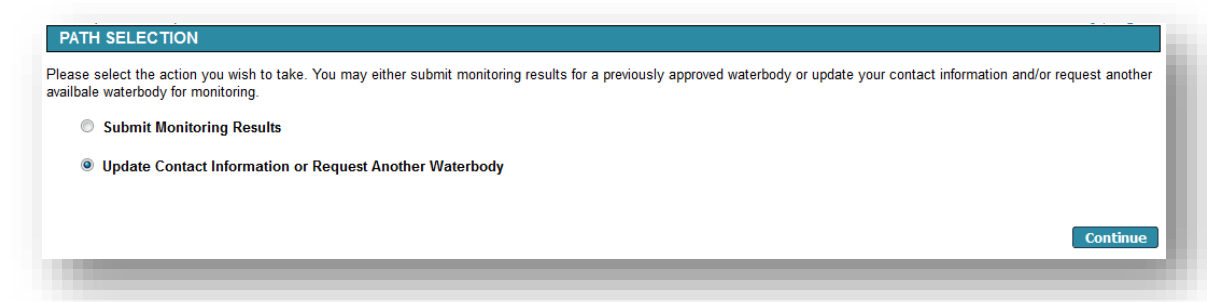 PATH SELECTION
Please select the action you wish to take. You may either submit monitoring results for a previously approved waterbody or update your contact information and/or request another
availbale waterbody for monitoring.
Submit Monitoring Results
Update Contact Information or Request Another Waterbody
Continue